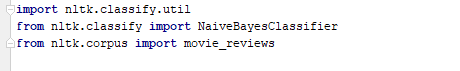 import nltk.classify.util
from nltk.classify import NaiveBayesClassifier
from nltk.corpus import movie_reviews